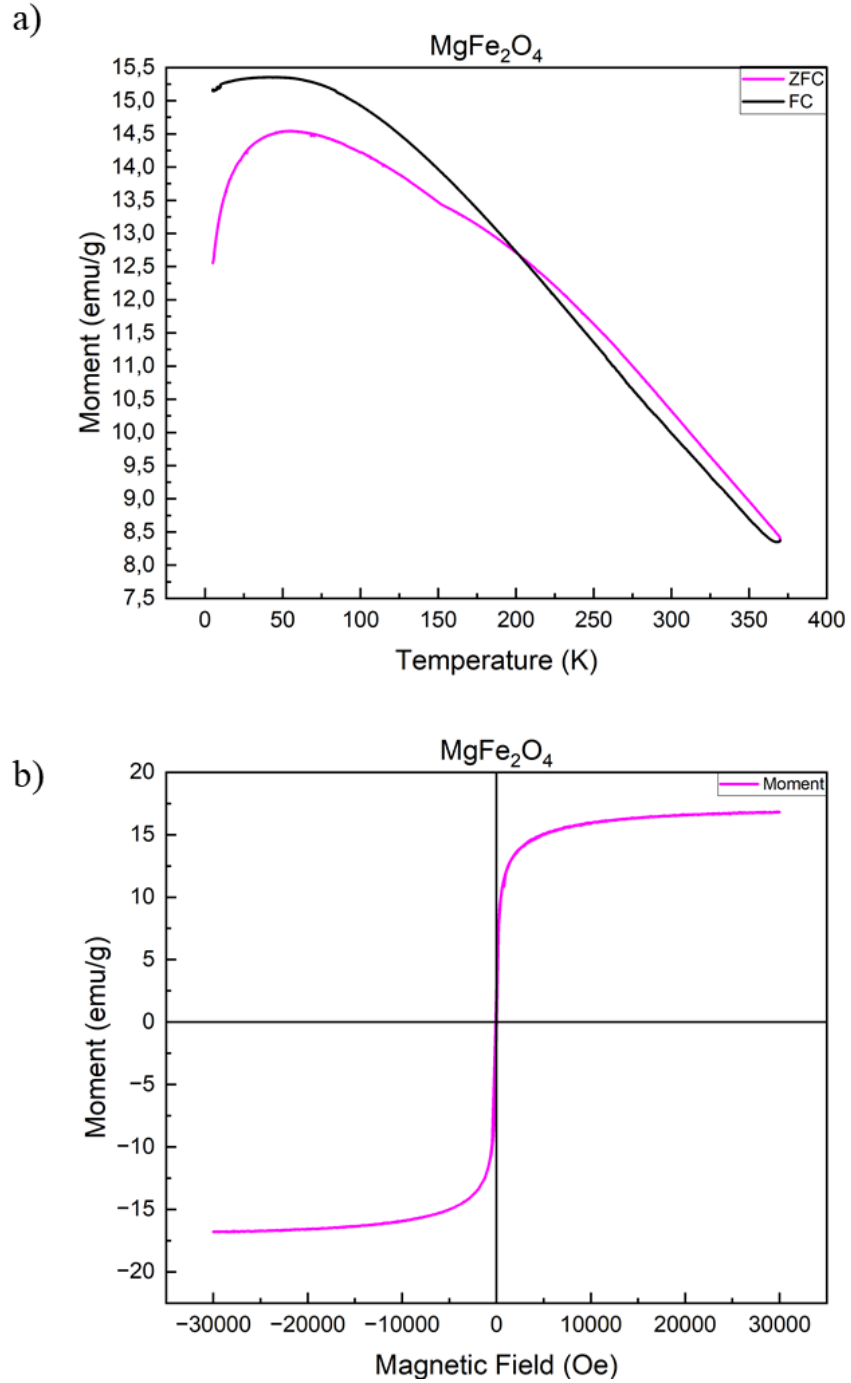 a)
MgFe₂O₄
ZFC
FC
15,5
15,0
14,5
14,0
13,5
13,0
12,5
12,0
11,5
11,0
10,5
10,0
9,5
9,0
8,5
8,0
7,5
Moment (emu/g)
0 50 100 150 200 250 300 350 400
Temperature (K)
b)
MgFe₂O₄
Moment
20
15
10
5
0
−5
−10
−15
−20
Moment (emu/g)
−30000 −20000 −10000 0 10000 20000 30000
Magnetic Field (Oe)